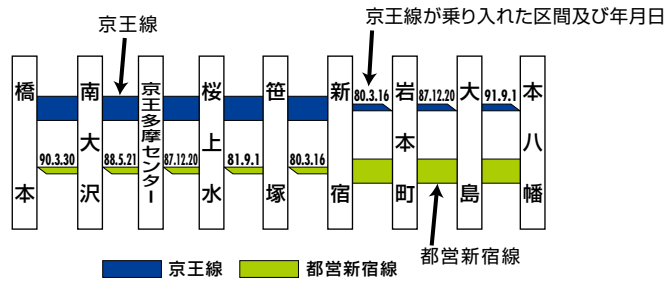 京王線が乗り入れた区間及び年月日
京王線
橋本
南大沢
京王多摩センター
桜上水
笹塚
新宿
岩本町
大島
本八幡
80.3.16
87.12.20
91.9.1
90.3.30
88.5.21
87.12.20
81.9.1
80.3.16
都営新宿線
京王線
都営新宿線